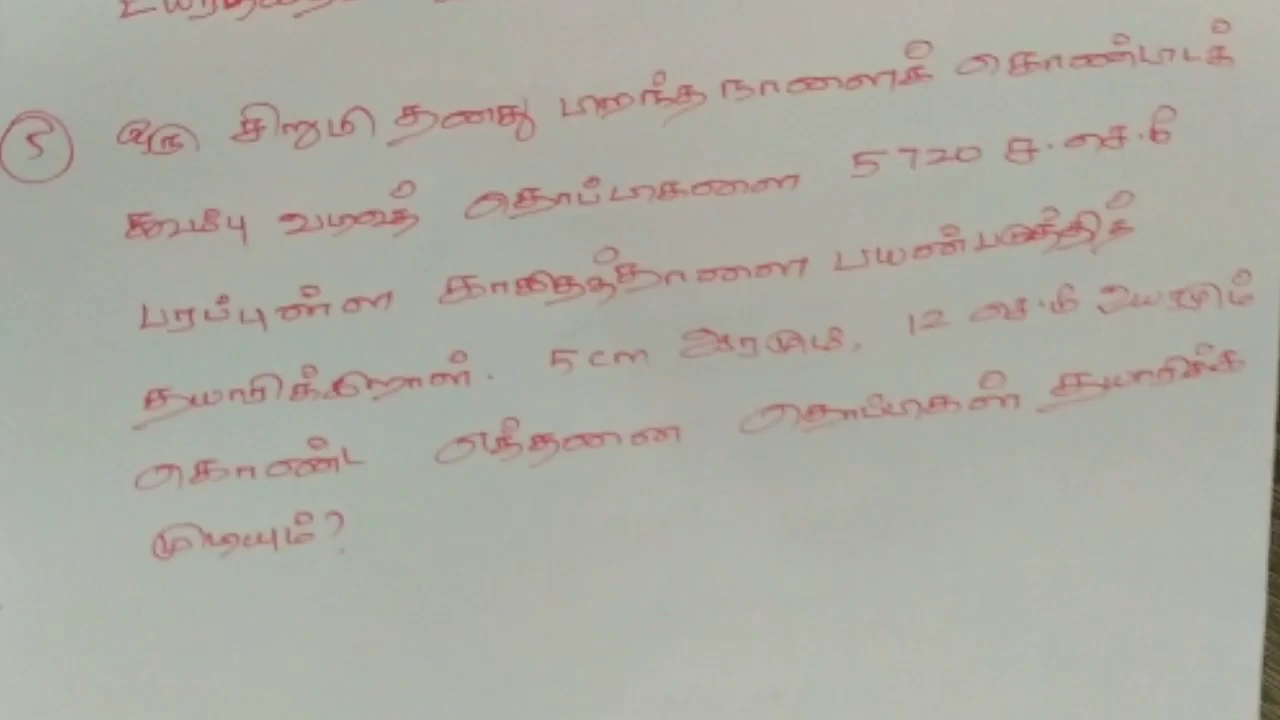 5 ஒரு சிறுமி தனது பிறந்த நாளைக் கொண்டாடக்
கூம்பு வடிவத் தொப்பிகளை 5720 ச.செ.மீ
பரப்புள்ள காகிதத்தாளை பயன்படுத்தித்
தயாரிக்கிறாள். 5cm ஆரமும், 12 செ.மீ உயரமும்
கொண்ட எத்தனை தொப்பிகள் தயாரிக்க
முடியும்?